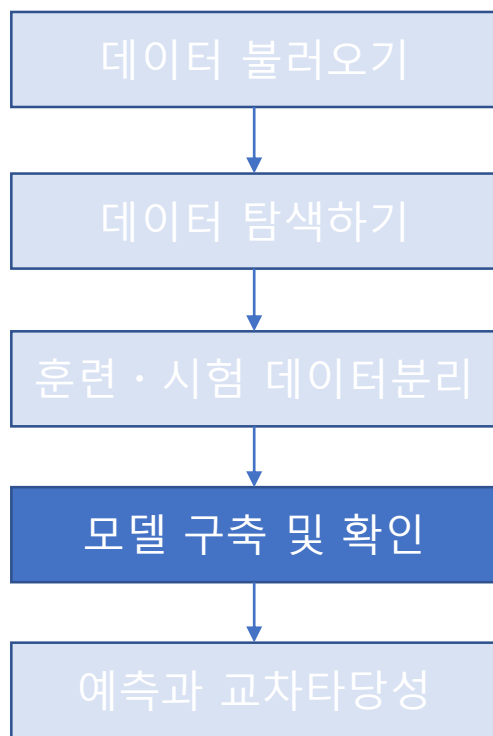 데이터 불러오기
데이터 탐색하기
훈련 · 시험 데이터분리
모델 구축 및 확인
예측과 교차타당성